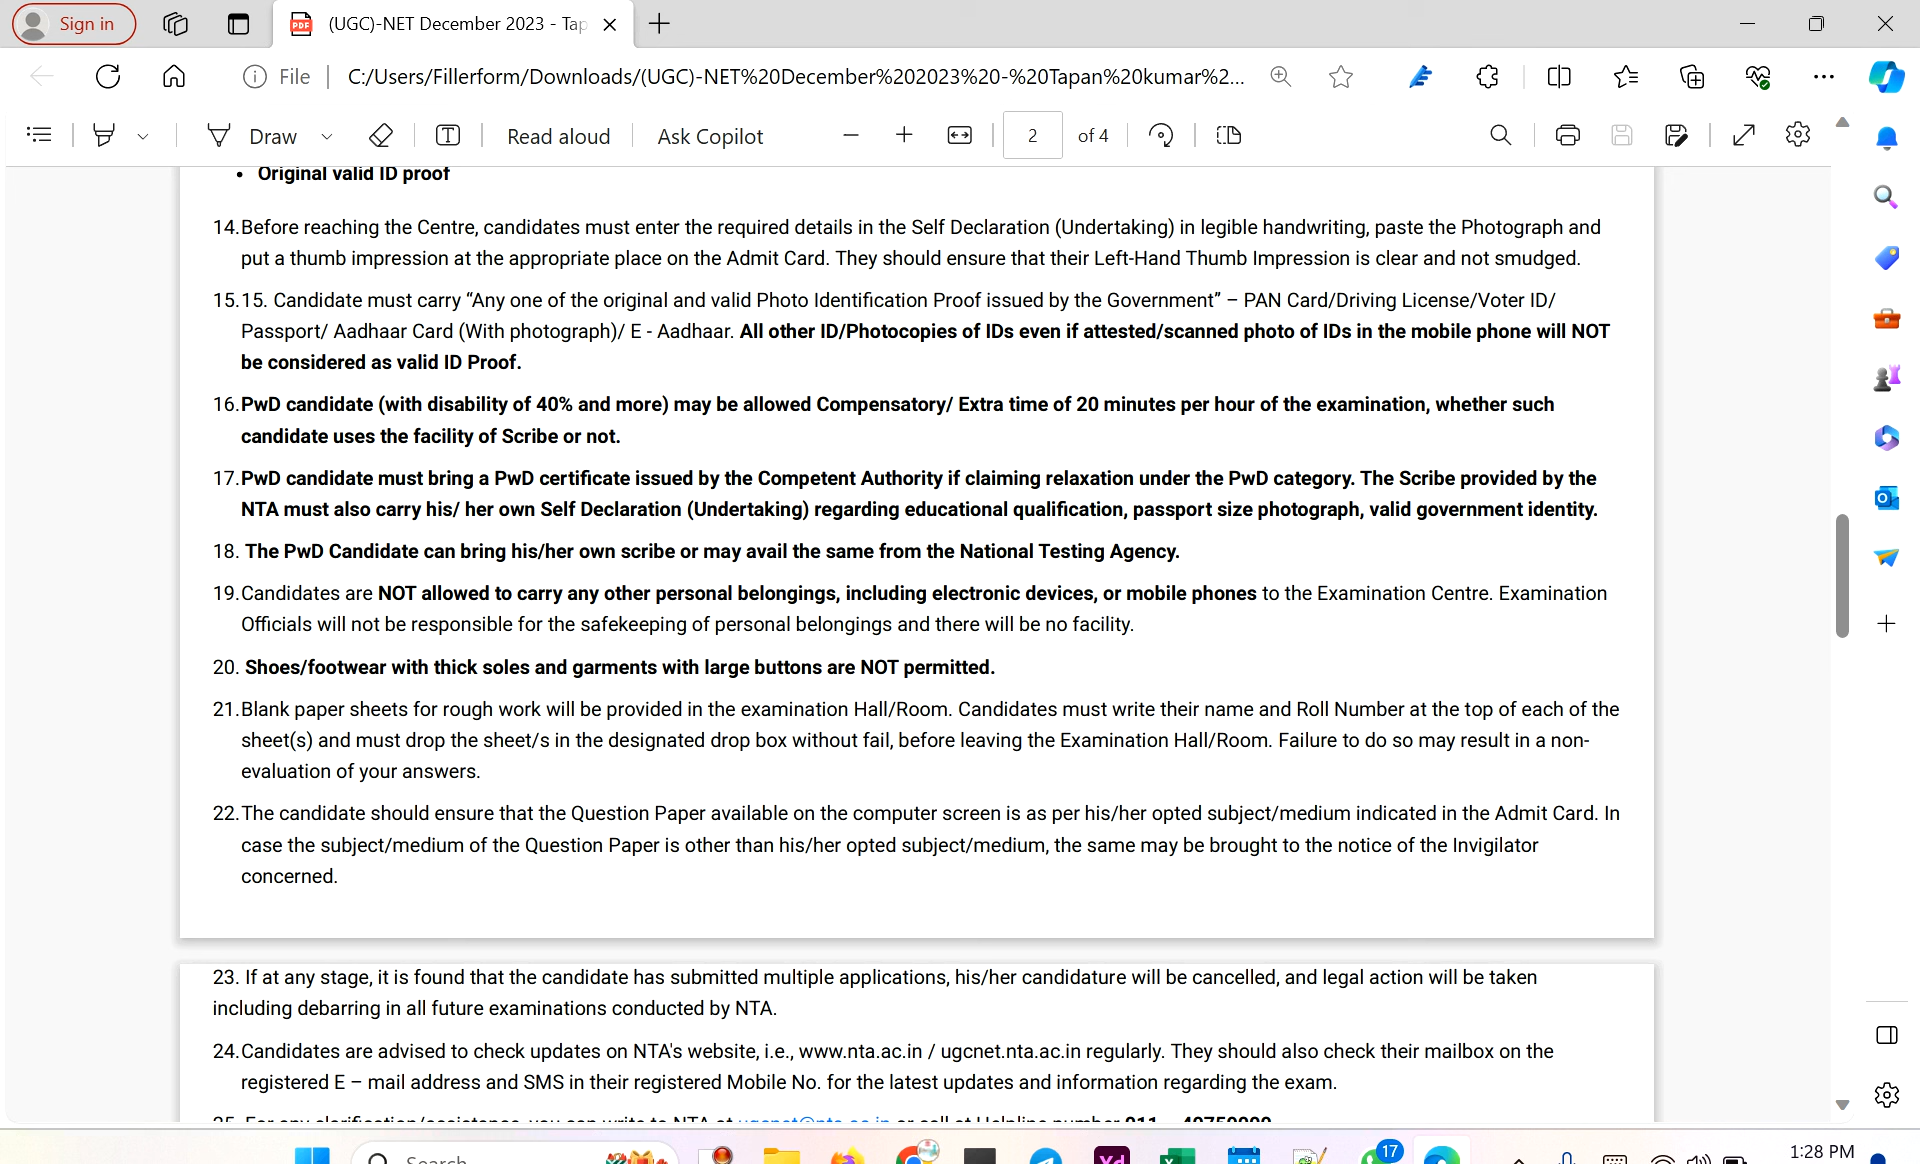 Sign in
(UGC)-NET December 2023 - Tap
File
C:/Users/Fillerform/Downloads/(UGC)-NET%20December%202023%20-%20Tapan%20kumar%2...
Draw
Read aloud
Ask Copilot
2
of 4
• Original valid ID proof
14.Before reaching the Centre, candidates must enter the required details in the Self Declaration (Undertaking) in legible handwriting, paste the Photograph and
put a thumb impression at the appropriate place on the Admit Card. They should ensure that their Left-Hand Thumb Impression is clear and not smudged.
15.15. Candidate must carry “Any one of the original and valid Photo Identification Proof issued by the Government” – PAN Card/Driving License/Voter ID/
Passport/ Aadhaar Card (With photograph)/ E - Aadhaar. All other ID/Photocopies of IDs even if attested/scanned photo of IDs in the mobile phone will NOT
be considered as valid ID Proof.
16.PwD candidate (with disability of 40% and more) may be allowed Compensatory/ Extra time of 20 minutes per hour of the examination, whether such
candidate uses the facility of Scribe or not.
17.PwD candidate must bring a PwD certificate issued by the Competent Authority if claiming relaxation under the PwD category. The Scribe provided by the
NTA must also carry his/ her own Self Declaration (Undertaking) regarding educational qualification, passport size photograph, valid government identity.
18. The PwD Candidate can bring his/her own scribe or may avail the same from the National Testing Agency.
19.Candidates are NOT allowed to carry any other personal belongings, including electronic devices, or mobile phones to the Examination Centre. Examination
Officials will not be responsible for the safekeeping of personal belongings and there will be no facility.
20. Shoes/footwear with thick soles and garments with large buttons are NOT permitted.
21.Blank paper sheets for rough work will be provided in the examination Hall/Room. Candidates must write their name and Roll Number at the top of each of the
sheet(s) and must drop the sheet/s in the designated drop box without fail, before leaving the Examination Hall/Room. Failure to do so may result in a non-
evaluation of your answers.
22.The candidate should ensure that the Question Paper available on the computer screen is as per his/her opted subject/medium indicated in the Admit Card. In
case the subject/medium of the Question Paper is other than his/her opted subject/medium, the same may be brought to the notice of the Invigilator
concerned.
23. If at any stage, it is found that the candidate has submitted multiple applications, his/her candidature will be cancelled, and legal action will be taken
including debarring in all future examinations conducted by NTA.
24.Candidates are advised to check updates on NTA's website, i.e., www.nta.ac.in / ugcnet.nta.ac.in regularly. They should also check their mailbox on the
registered E – mail address and SMS in their registered Mobile No. for the latest updates and information regarding the exam.
25. For any clarification/assistance, you can write to NTA at ugcnet@nta.ac.in or call at Helpline number 011 –
Search
17
1:28 PM